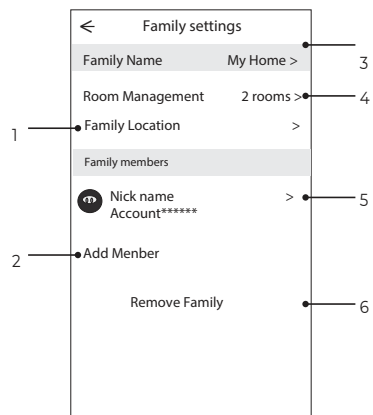 ← Family settings
Family Name My Home >
3
Room Management 2 rooms >
4
1
Family Location >
Family members
Nick name >
5
Account******
2
Add Menber
Remove Family
6